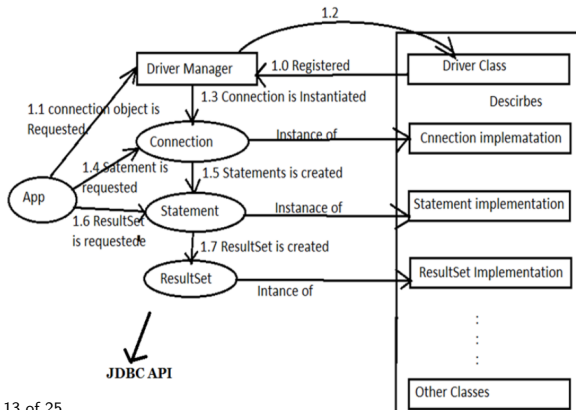 1.2
Driver Manager
1.0 Registered
Driver Class
1.3 Connection is Instantiated
Descirbes
1.1 connection object is
Requested
Connection
Instance of
Cnnection implematation
1.4 Satement is
requested
1.5 Statements is created
App
Statement
Instanace of
Statement implementation
1.6 ResultSet
is requestede
1.7 ResultSet is created
ResultSet
Intance of
ResultSet Implementation
JDBC API
Other Classes
13 of 25